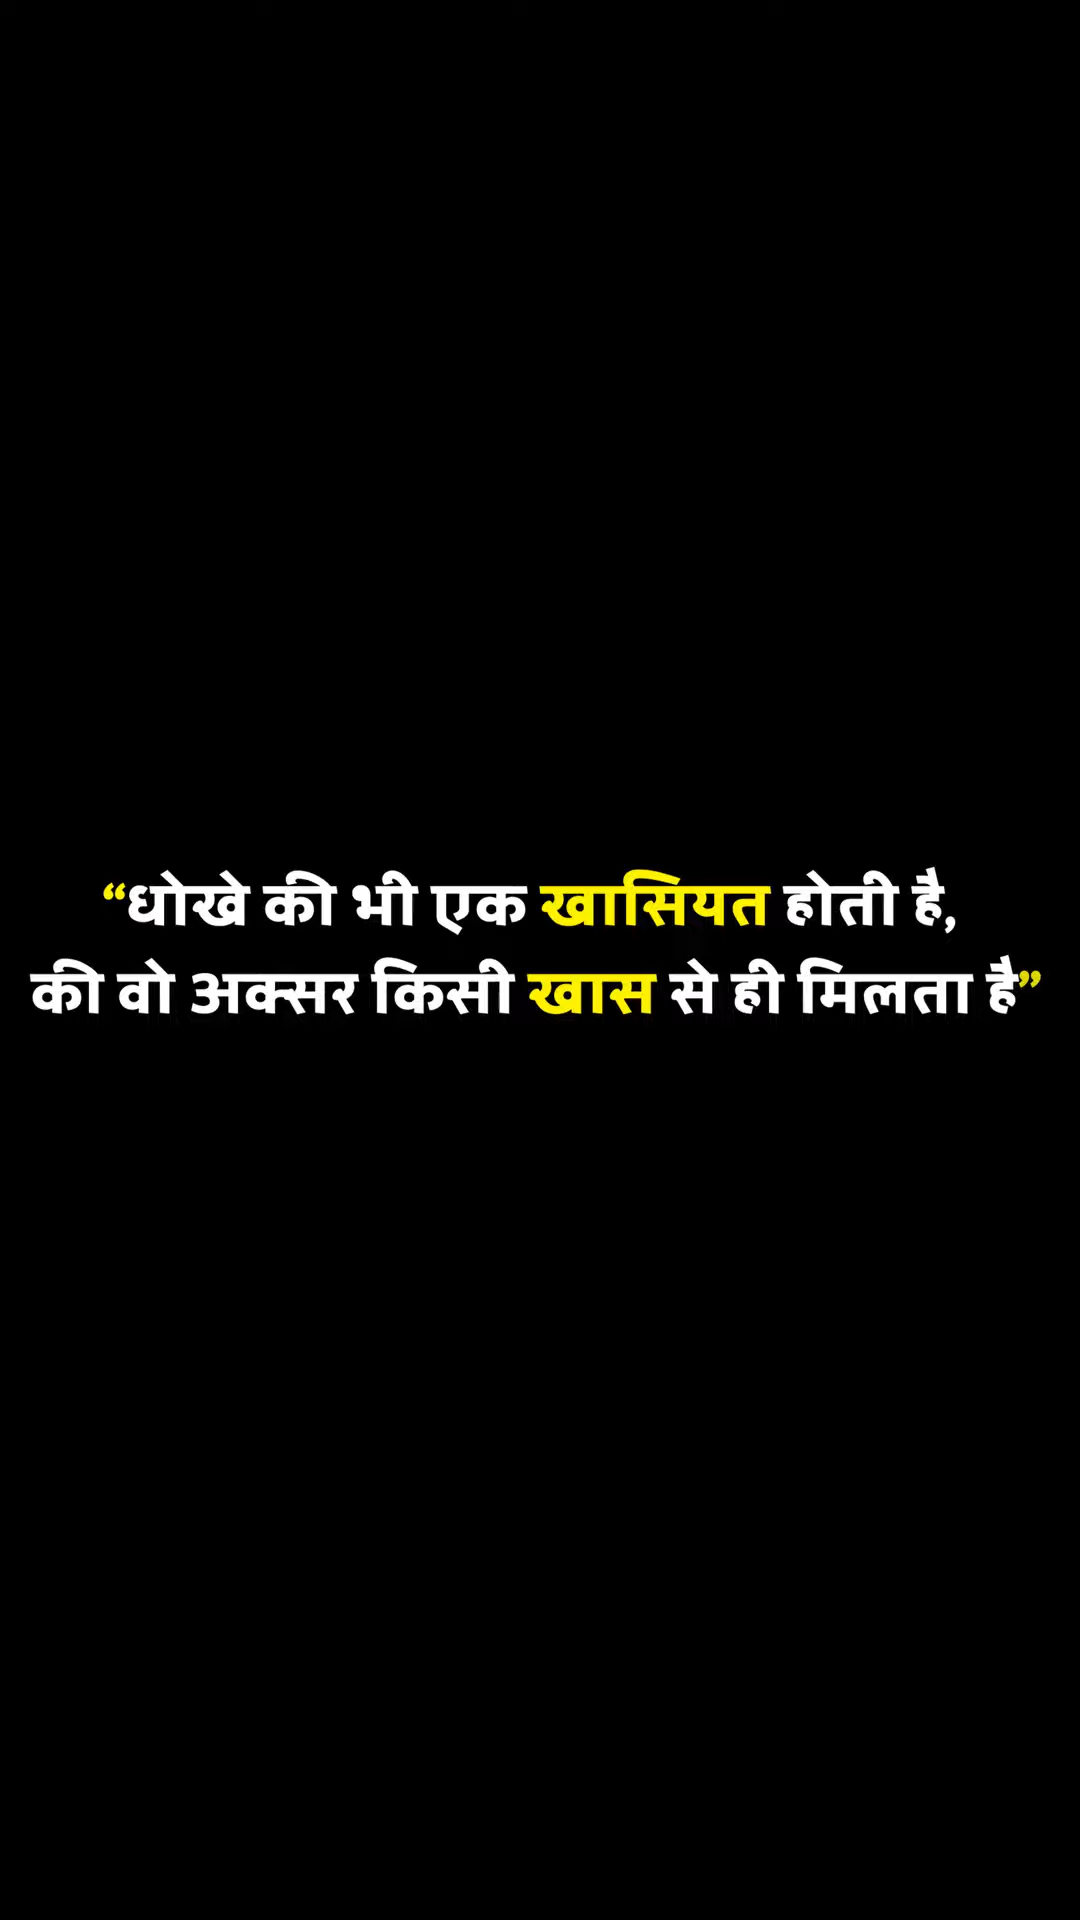 “धोखे की भी एक खासियत होती है,
की वो अक्सर किसी खास से ही मिलता है”